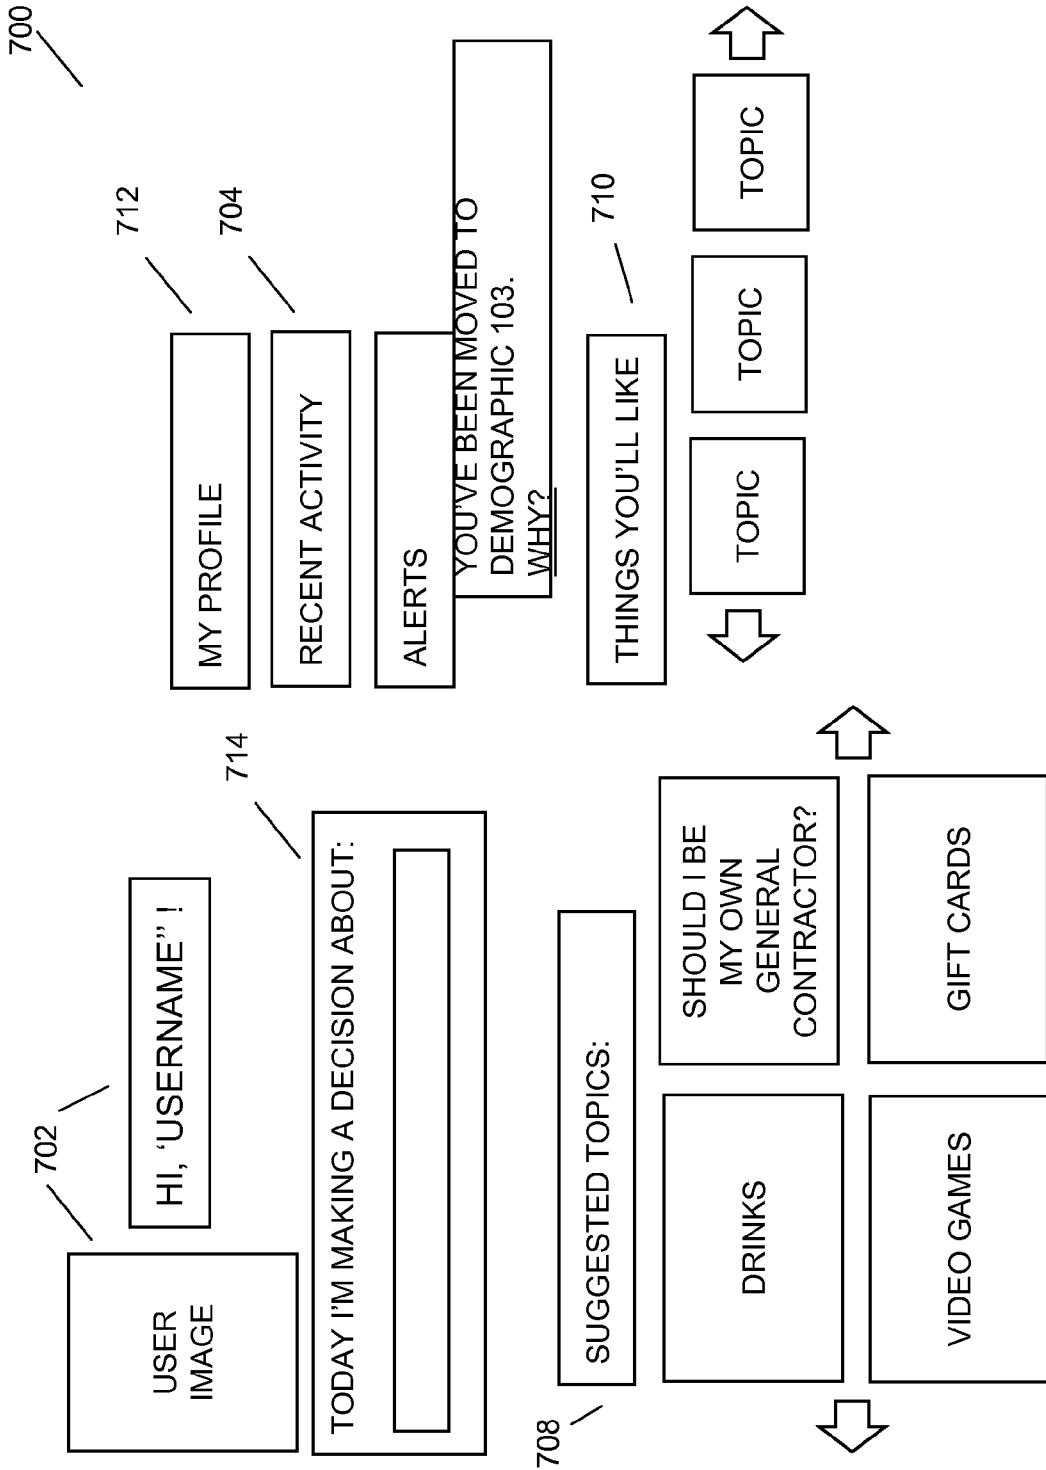 700
702
USER
IMAGE
HI, ‘USERNAME” !
714
TODAY I’M MAKING A DECISION ABOUT:
708
SUGGESTED TOPICS:
DRINKS
SHOULD I BE
MY OWN
GENERAL
CONTRACTOR?
VIDEO GAMES
GIFT CARDS
712
MY PROFILE
704
RECENT ACTIVITY
ALERTS
YOU’VE BEEN MOVED TO
DEMOGRAPHIC 103.
WHY?
710
THINGS YOU’LL LIKE
TOPIC
TOPIC
TOPIC